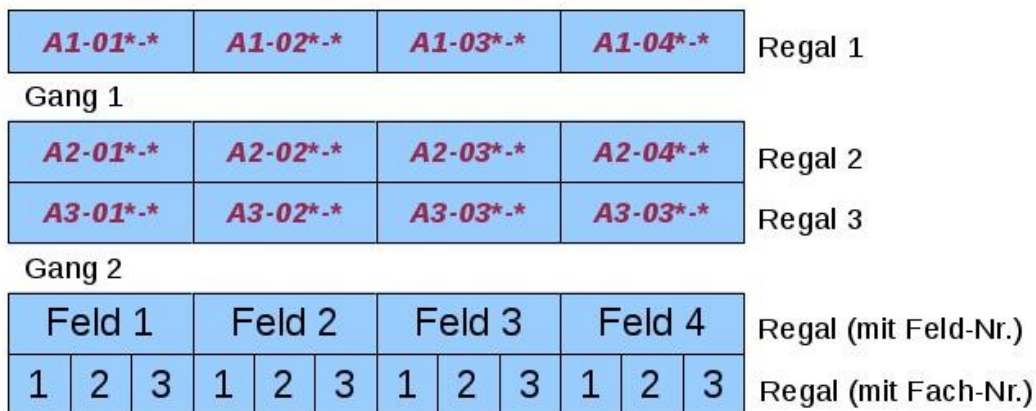 A1-01*-* A1-02*-* A1-03*-* A1-04*-* Regal 1
Gang 1
A2-01*-* A2-02*-* A2-03*-* A2-04*-* Regal 2
A3-01*-* A3-02*-* A3-03*-* A3-03*-* Regal 3
Gang 2
Feld 1 Feld 2 Feld 3 Feld 4 Regal (mit Feld-Nr.)
1 2 3 1 2 3 1 2 3 1 2 3 Regal (mit Fach-Nr.)